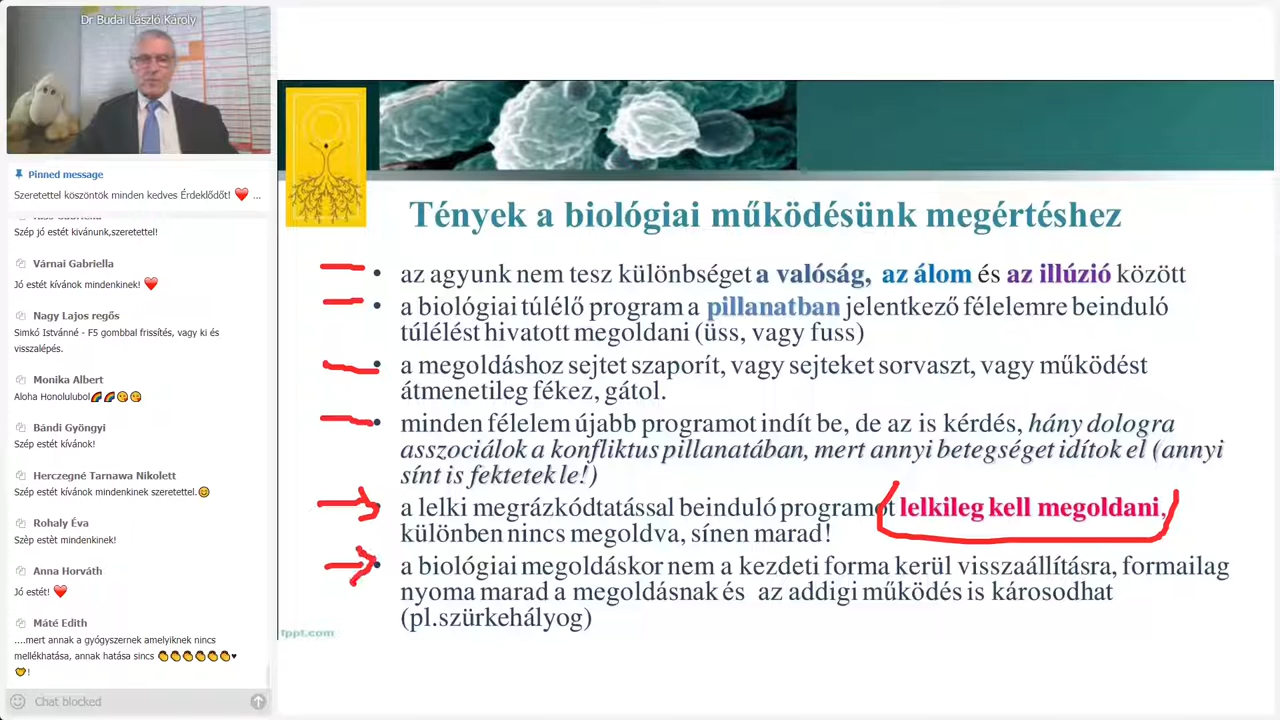 Dr Budai László Károly
Pinned message
Szeretettel köszöntök minden kedves Érdeklődőt! ❤️ ...
Szép jó estét kivánunk,szeretettel!
Várnai Gabriella
Jó estét kívánok mindenkinek! ❤️
Nagy Lajos regős
Simkó Istvánné - F5 gombbal frissítés, vagy ki és
visszalépés.
Monika Albert
Aloha Honolulubol🌈🌈😘😘
Bándi Gyöngyi
Szép estét kívánok!
Herczegné Tarnawa Nikolett
Szép estét kívánok mindenkinek szeretettel.😊
Rohaly Éva
Szèp estèt mindenkinek!
Anna Horváth
Jó estét! ❤️
Máté Edith
....mert annak a gyógyszernek amelyiknek nincs
mellékhatása, annak hatása sincs 👏👏👏👏👏👏♥
!
Chat blocked
Tények a biológiai működésünk megértéshez
• az agyunk nem tesz különbséget a valóság, az álom és az illúzió között
• a biológiai túlélő program a pillanatban jelentkező félelemre beinduló
túlélést hivatott megoldani (üss, vagy fuss)
• a megoldáshoz sejtet szaporít, vagy sejteket sorvaszt, vagy működést
átmenetileg fékez, gátol.
• minden félelem újabb programot indít be, de az is kérdés, hány dologra
asszociálok a konfliktus pillanatában, mert annyi betegséget idítok el (annyi
sínt is fektetek le!)
• a lelki megrázkódtatással beinduló programot lelkileg kell megoldani,
különben nincs megoldva, sínen marad!
• a biológiai megoldáskor nem a kezdeti forma kerül visszaállításra, formailag
nyoma marad a megoldásnak és az addigi működés is károsodhat
(pl.szürkehályog)
fppt.com